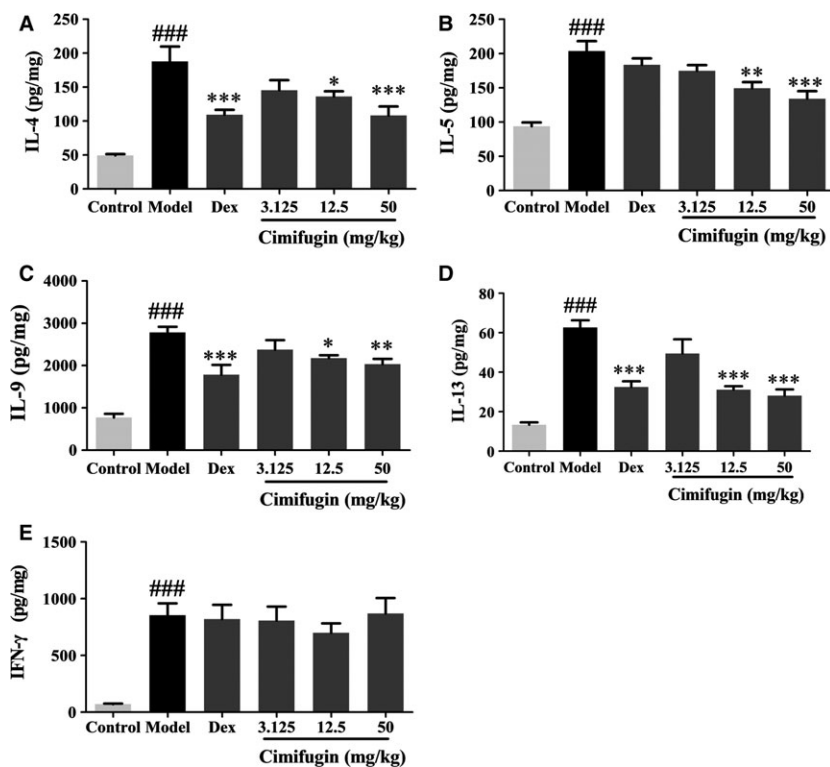 A
IL-4 (pg/mg)
250
200
150
100
50
0
###
***
*
***
Control Model Dex 3.125 12.5 50
Cimifugin (mg/kg)
B
IL-5 (pg/mg)
250
200
150
100
50
0
###
**
***
Control Model Dex 3.125 12.5 50
Cimifugin (mg/kg)
C
IL-9 (pg/mg)
4000
3000
2000
1000
0
###
***
*
**
Control Model Dex 3.125 12.5 50
Cimifugin (mg/kg)
D
IL-13 (pg/mg)
80
60
40
20
0
###
***
***
***
Control Model Dex 3.125 12.5 50
Cimifugin (mg/kg)
E
IFN-γ (pg/mg)
1500
1000
500
0
###
Control Model Dex 3.125 12.5 50
Cimifugin (mg/kg)